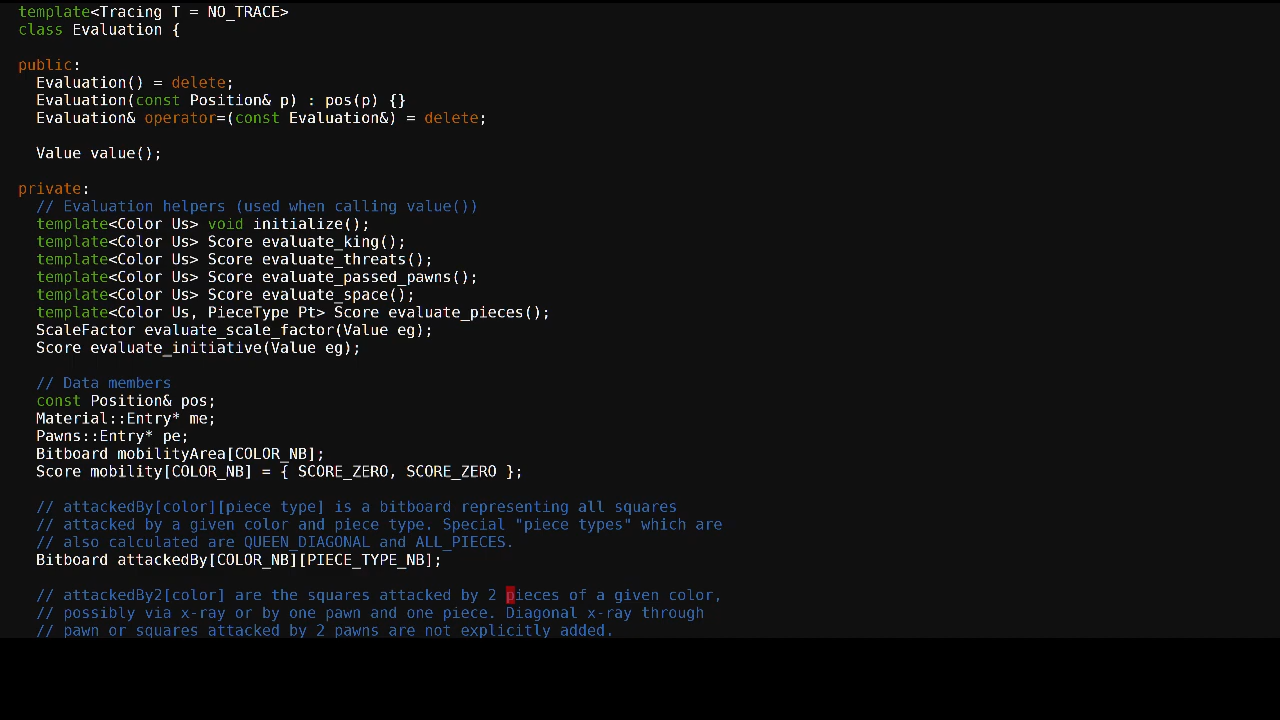 template<Tracing T = NO_TRACE>
class Evaluation {

public:
  Evaluation() = delete;
  Evaluation(const Position& p) : pos(p) {}
  Evaluation& operator=(const Evaluation&) = delete;

  Value value();

private:
  // Evaluation helpers (used when calling value())
  template<Color Us> void initialize();
  template<Color Us> Score evaluate_king();
  template<Color Us> Score evaluate_threats();
  template<Color Us> Score evaluate_passed_pawns();
  template<Color Us> Score evaluate_space();
  template<Color Us, PieceType Pt> Score evaluate_pieces();
  ScaleFactor evaluate_scale_factor(Value eg);
  Score evaluate_initiative(Value eg);

  // Data members
  const Position& pos;
  Material::Entry* me;
  Pawns::Entry* pe;
  Bitboard mobilityArea[COLOR_NB];
  Score mobility[COLOR_NB] = { SCORE_ZERO, SCORE_ZERO };

  // attackedBy[color][piece type] is a bitboard representing all squares
  // attacked by a given color and piece type. Special "piece types" which are
  // also calculated are QUEEN_DIAGONAL and ALL_PIECES.
  Bitboard attackedBy[COLOR_NB][PIECE_TYPE_NB];

  // attackedBy2[color] are the squares attacked by 2 pieces of a given color,
  // possibly via x-ray or by one pawn and one piece. Diagonal x-ray through
  // pawn or squares attacked by 2 pawns are not explicitly added.